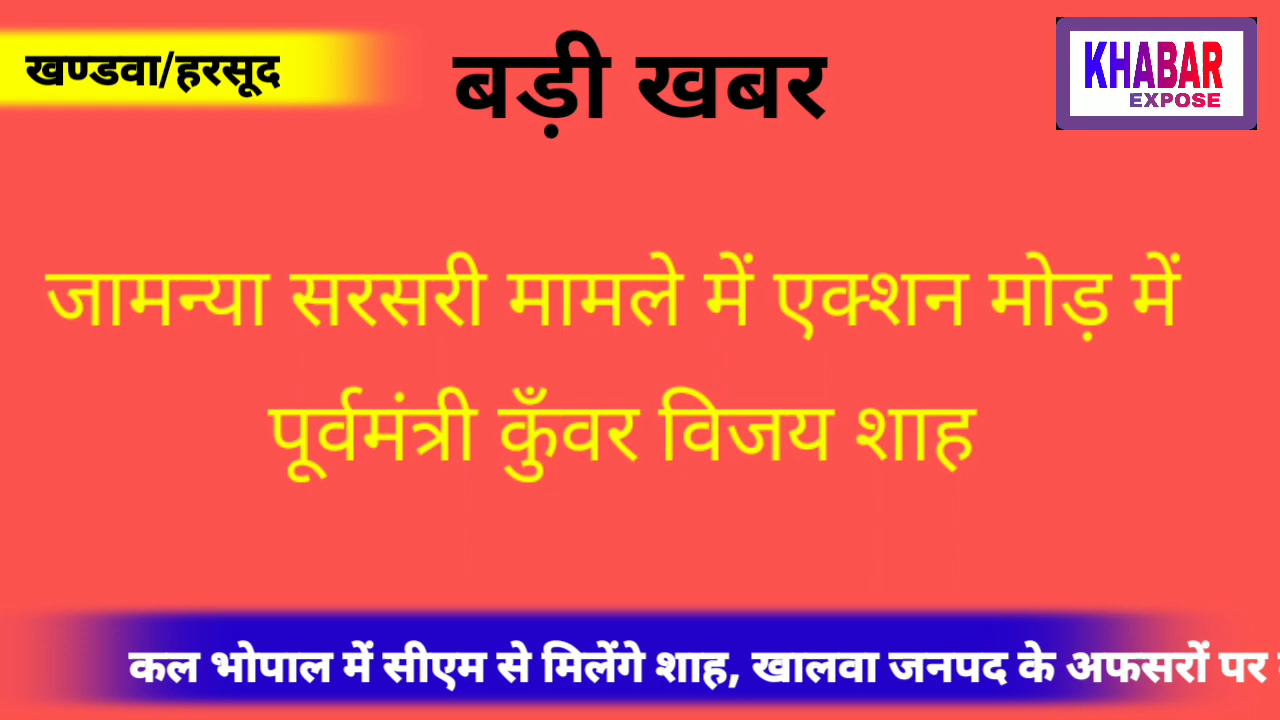 खण्डवा/हरसूद
बड़ी खबर
KHABAR
EXPOSE
जामन्या सरसरी मामले में एक्शन मोड़ में
पूर्वमंत्री कुँवर विजय शाह
कल भोपाल में सीएम से मिलेंगे शाह, खालवा जनपद के अफसरों पर